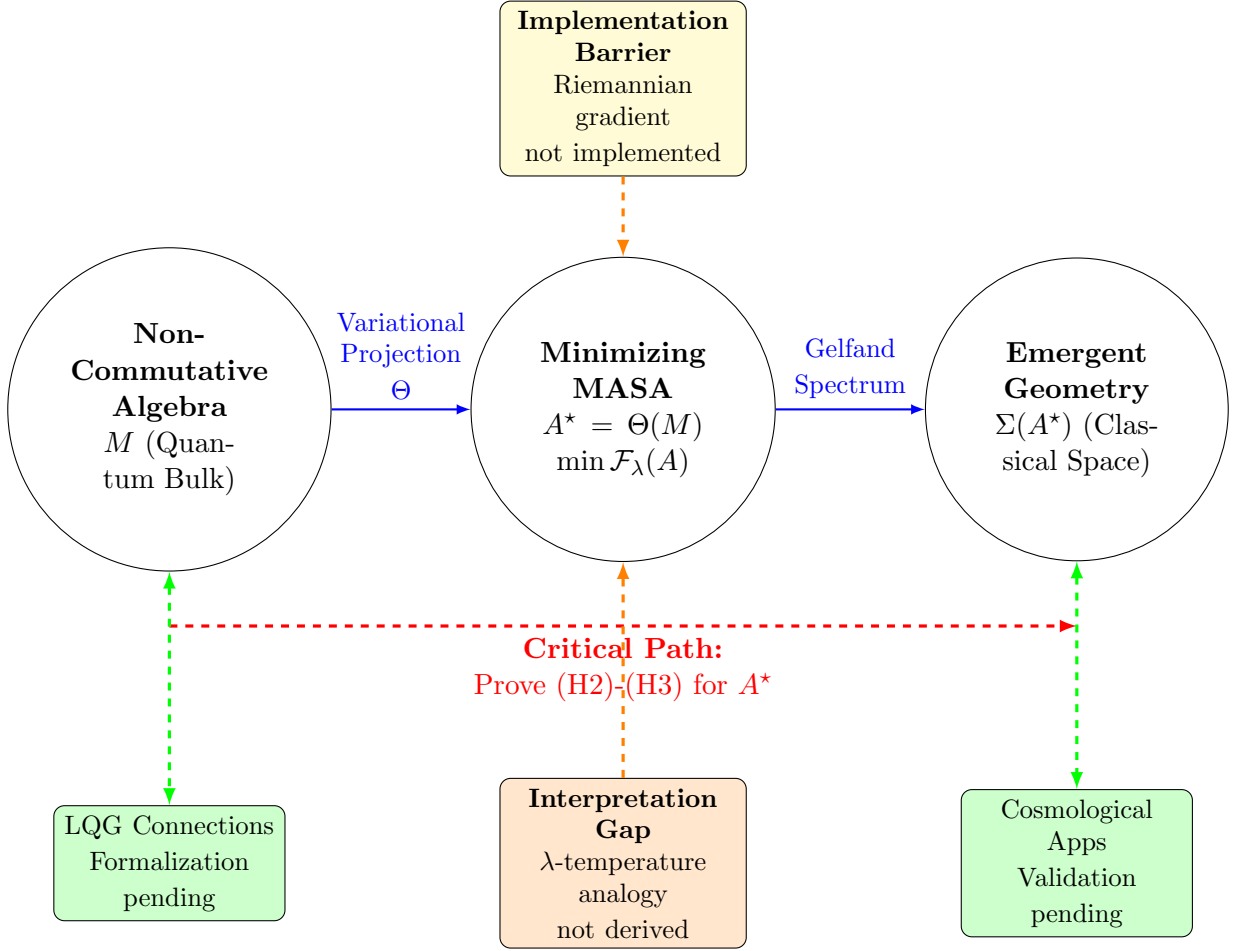 Implementation
Barrier
Riemannian
gradient
not implemented
Non-
Commutative
Algebra
M (Quan-
tum Bulk)
Variational
Projection
Θ
Minimizing
MASA
A⋆ = Θ(M)
min ℱλ(A)
Gelfand
Spectrum
Emergent
Geometry
Σ(A⋆) (Clas-
sical Space)
Critical Path:
Prove (H2)-(H3) for A⋆
LQG Connections
Formalization
pending
Interpretation
Gap
λ-temperature
analogy
not derived
Cosmological
Apps
Validation
pending